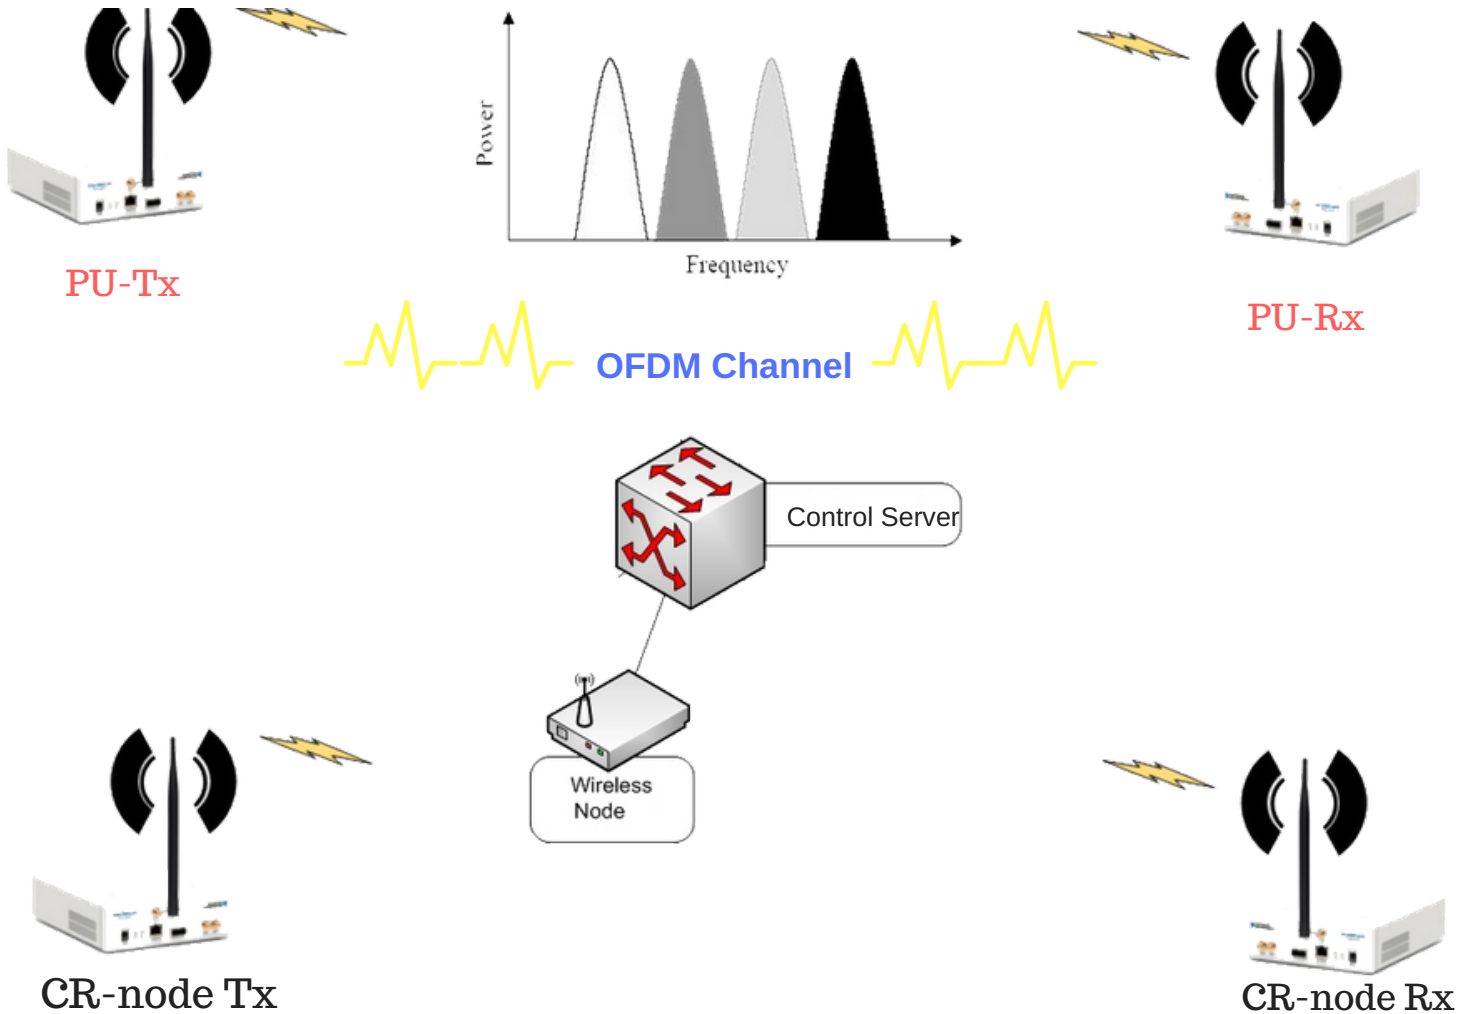 Power
Frequency
PU-Tx
PU-Rx
OFDM Channel
Control Server
Wireless
Node
CR-node Tx
CR-node Rx